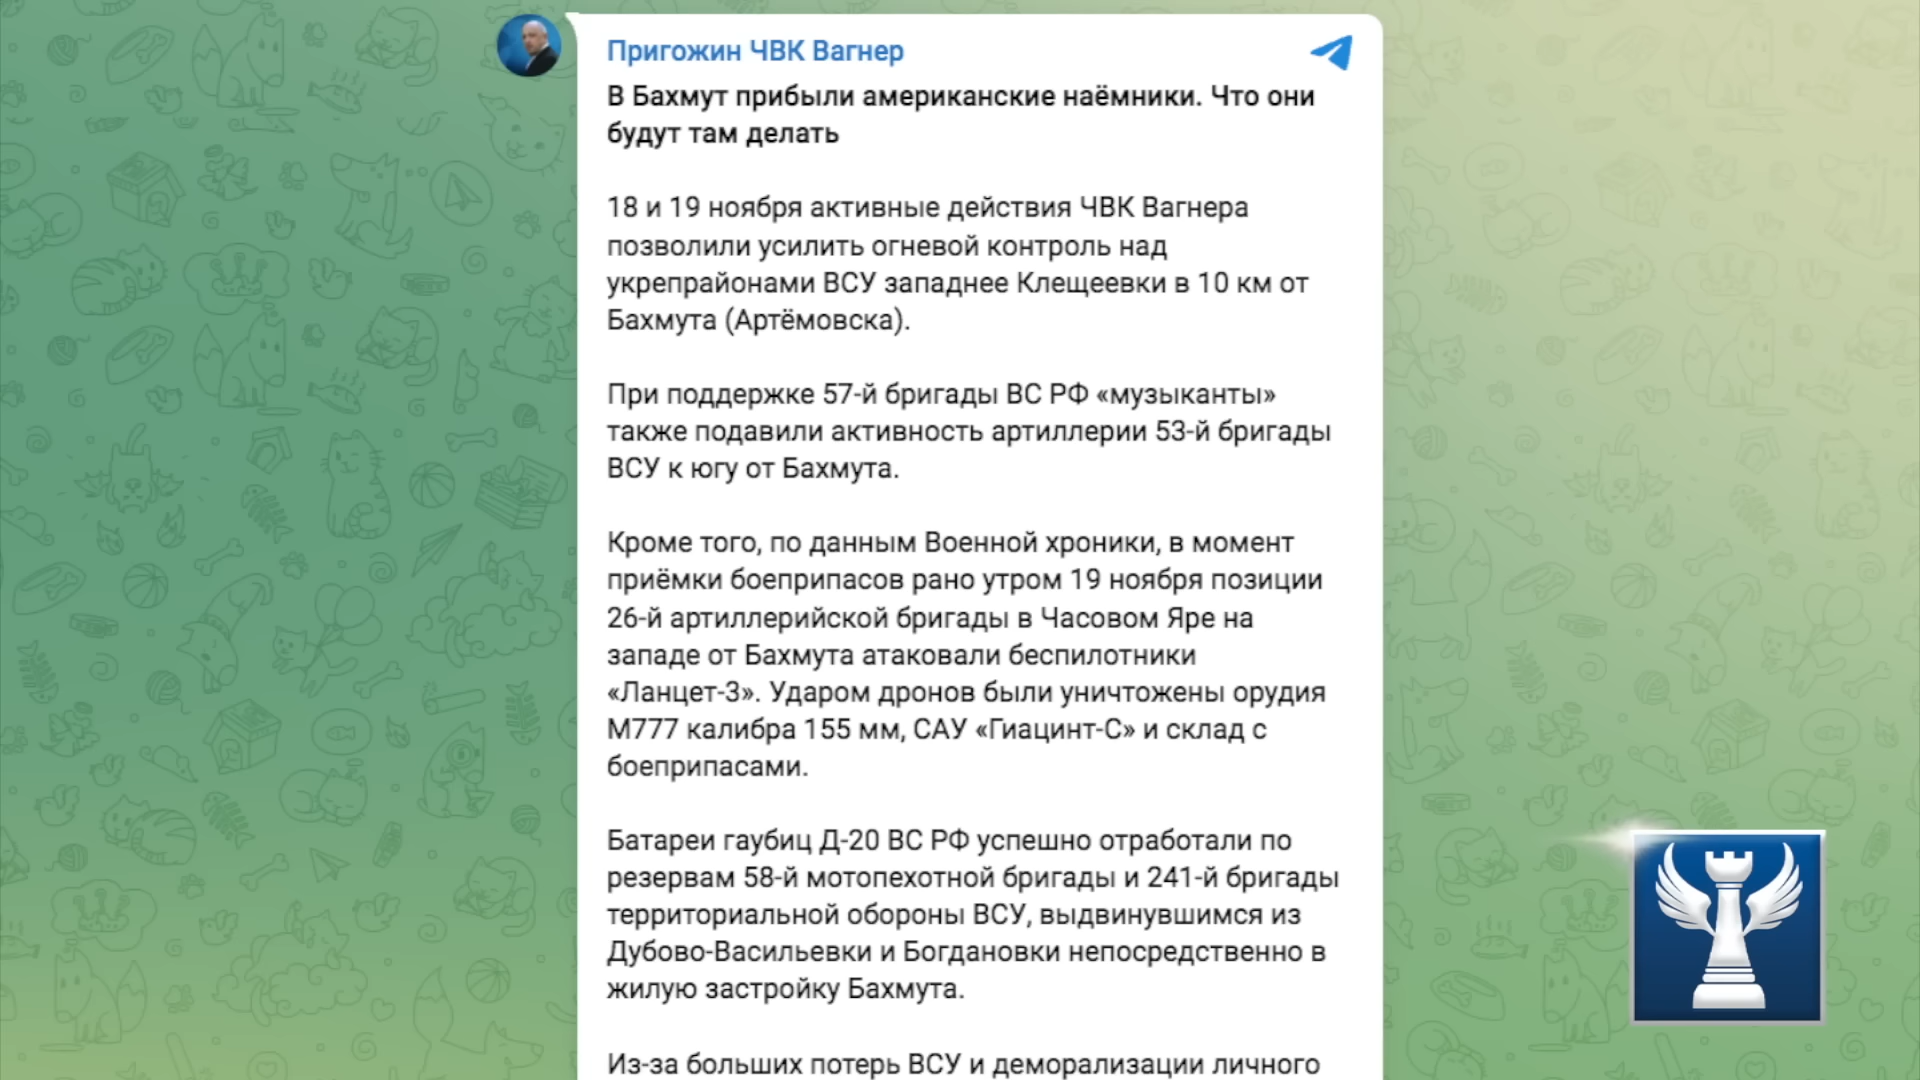 Пригожин ЧВК Вагнер
В Бахмут прибыли американские наёмники. Что они
будут там делать
18 и 19 ноября активные действия ЧВК Вагнера
позволили усилить огневой контроль над
укрепрайонами ВСУ западнее Клещеевки в 10 км от
Бахмута (Артёмовска).
При поддержке 57-й бригады ВС РФ «музыканты»
также подавили активность артиллерии 53-й бригады
ВСУ к югу от Бахмута.
Кроме того, по данным Военной хроники, в момент
приёмки боеприпасов рано утром 19 ноября позиции
26-й артиллерийской бригады в Часовом Яре на
западе от Бахмута атаковали беспилотники
«Ланцет-3». Ударом дронов были уничтожены орудия
М777 калибра 155 мм, САУ «Гиацинт-С» и склад с
боеприпасами.
Батареи гаубиц Д-20 ВС РФ успешно отработали по
резервам 58-й мотопехотной бригады и 241-й бригады
территориальной обороны ВСУ, выдвинувшимся из
Дубово-Васильевки и Богдановки непосредственно в
жилую застройку Бахмута.
Из-за больших потерь ВСУ и деморализации личного